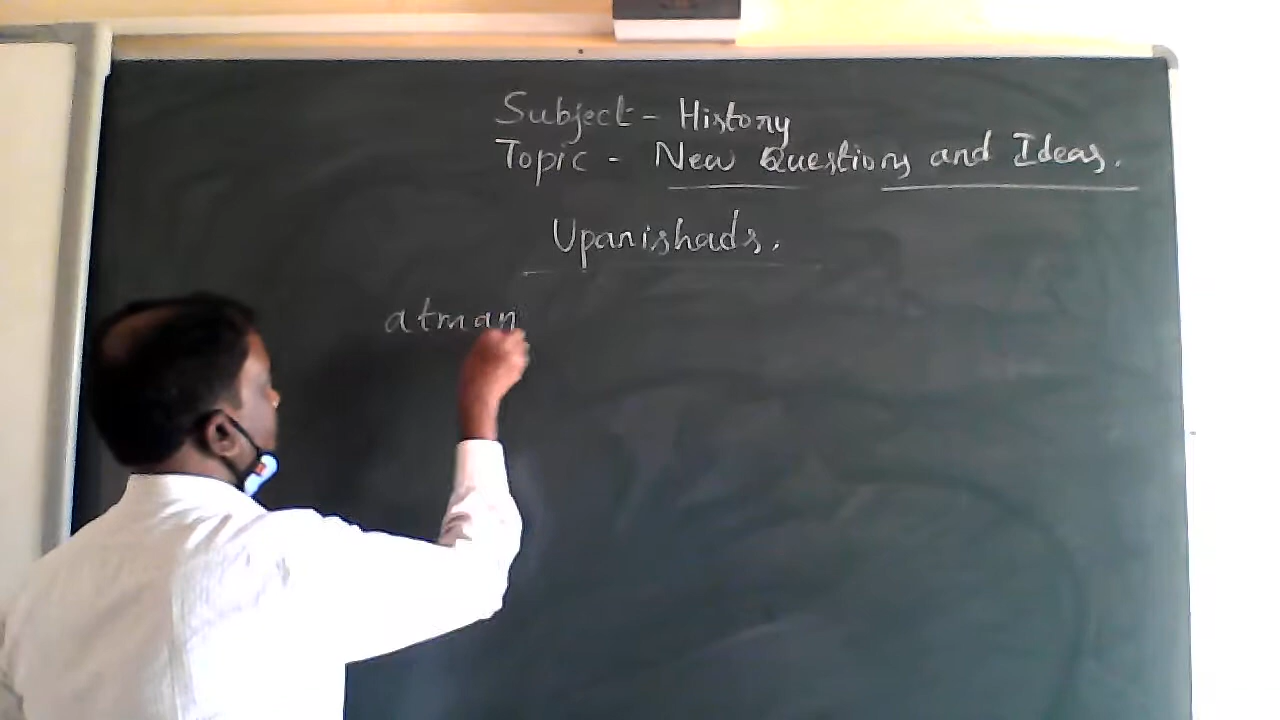 Subject - History
Topic - New Questions and Ideas.
Upanishads.
atman